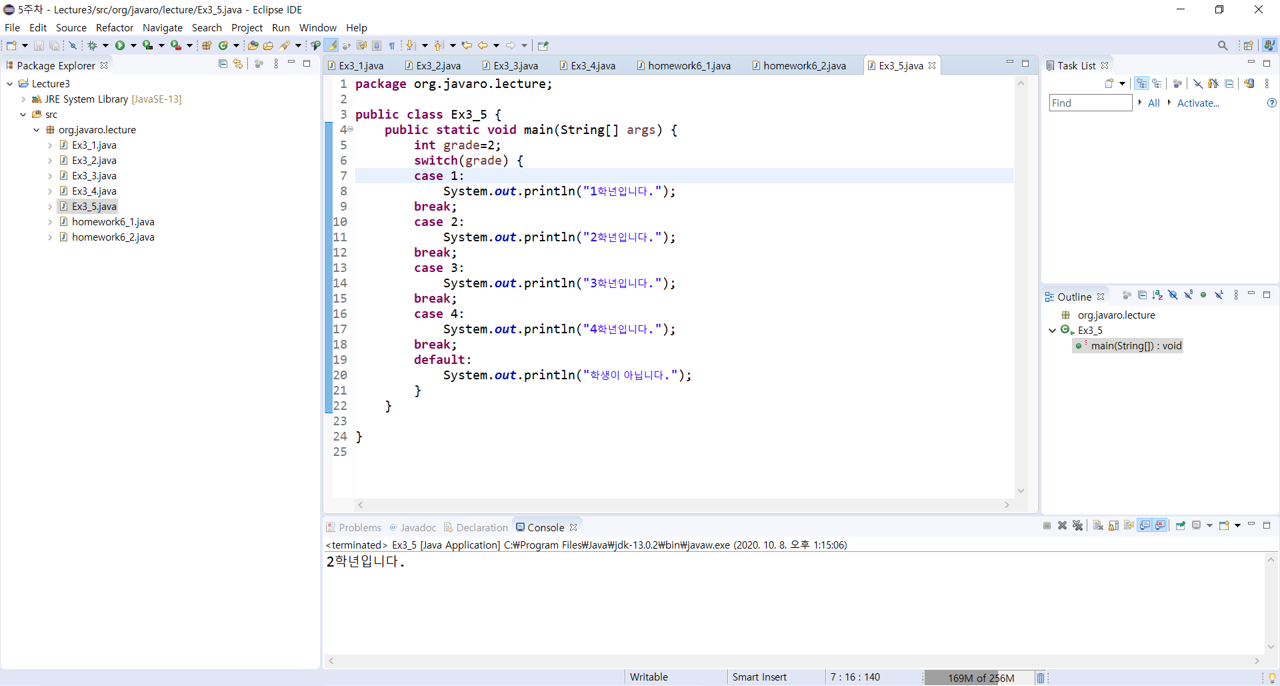 5주차 - Lecture3/src/org/javaro/lecture/Ex3_5.java - Eclipse IDE
File Edit Source Refactor Navigate Search Project Run Window Help
Package Explorer
Lecture3
JRE System Library [JavaSE-13]
src
org.javaro.lecture
Ex3_1.java
Ex3_2.java
Ex3_3.java
Ex3_4.java
Ex3_5.java
homework6_1.java
homework6_2.java
Ex3_1.java Ex3_2.java Ex3_3.java Ex3_4.java homework6_1.java homework6_2.java Ex3_5.java
1 package org.javaro.lecture;
2
3 public class Ex3_5 {
4 public static void main(String[] args) {
5 int grade=2;
6 switch(grade) {
7 case 1:
8 System.out.println("1학년입니다.");
9 break;
10 case 2:
11 System.out.println("2학년입니다.");
12 break;
13 case 3:
14 System.out.println("3학년입니다.");
15 break;
16 case 4:
17 System.out.println("4학년입니다.");
18 break;
19 default:
20 System.out.println("학생이 아닙니다.");
21 }
22 }
23
24 }
25
Task List
Find All Activate...
Outline
org.javaro.lecture
Ex3_5
main(String[]) : void
Problems Javadoc Declaration Console
<terminated> Ex3_5 [Java Application] C:₩Program Files₩Java₩jdk-13.0.2₩bin₩javaw.exe (2020. 10. 8. 오후 1:15:06)
2학년입니다.
Writable Smart Insert 7 : 16 : 140 169M of 256M